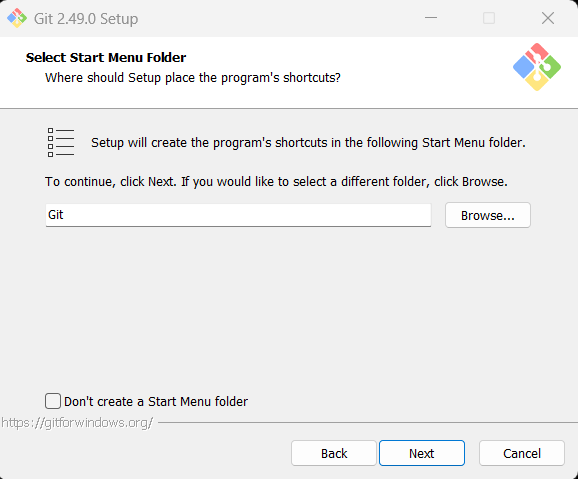 Git 2.49.0 Setup
Select Start Menu Folder
Where should Setup place the program's shortcuts?
Setup will create the program's shortcuts in the following Start Menu folder.
To continue, click Next. If you would like to select a different folder, click Browse.
Git
Browse...
Don't create a Start Menu folder
https://gitforwindows.org/
Back
Next
Cancel